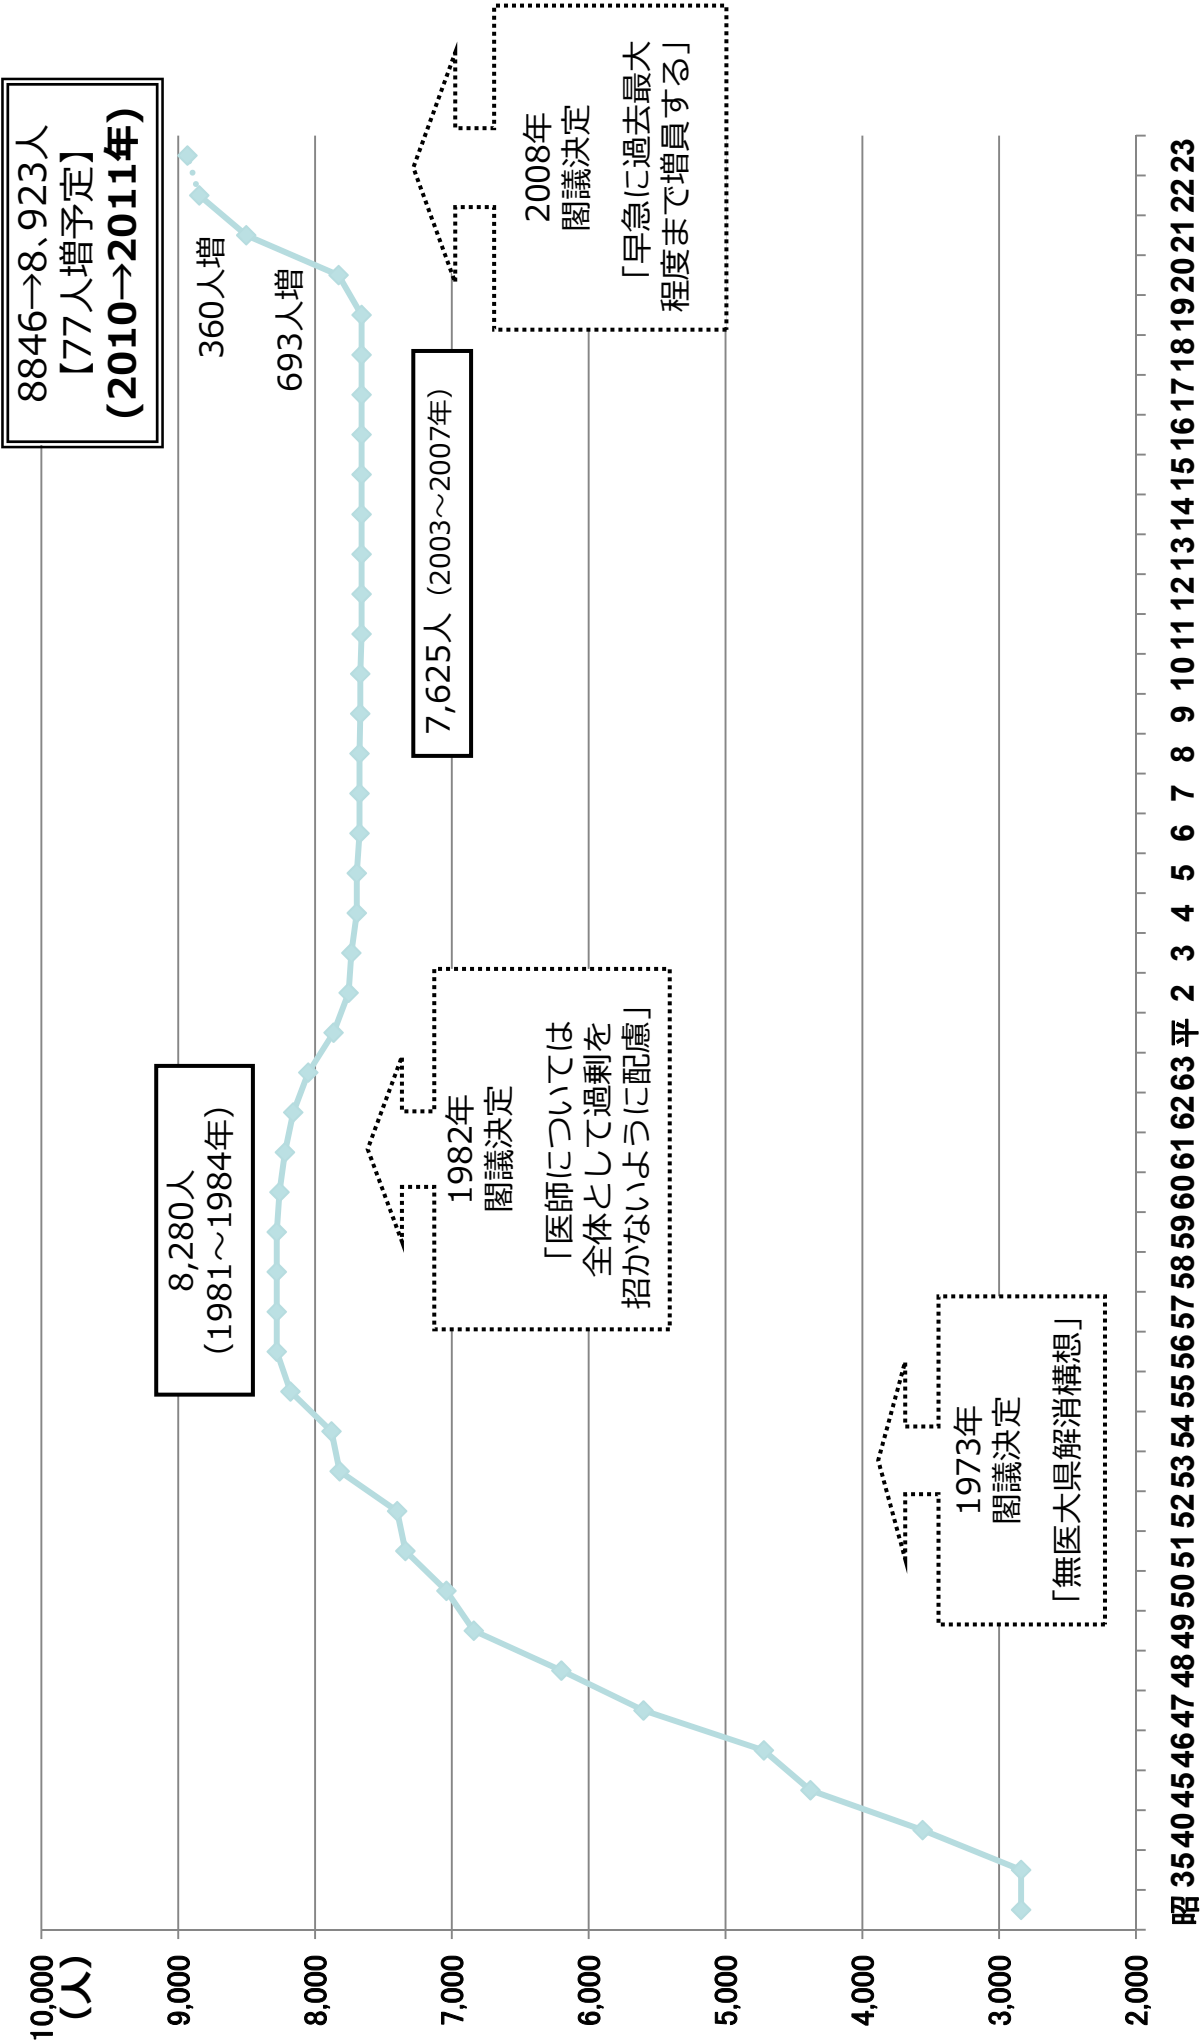 10,000
(人)
9,000
8,000
7,000
6,000
5,000
4,000
3,000
2,000
8,280人
(1981～1984年)
7,625人（2003～2007年）
8846→8、923人
【77人増予定】
(2010→2011年)
360人増
693人増
1973年
閣議決定
「無医大県解消構想」
1982年
閣議決定
「医師については
全体として過剰を
招かないように配慮」
2008年
閣議決定
「早急に過去最大
程度まで増員する」
昭 35 40 45 46 47 48 49 50 51 52 53 54 55 56 57 58 59 60 61 62 63 平 2 3 4 5 6 7 8 9 10 11 12 13 14 15 16 17 18 19 20 21 22 23